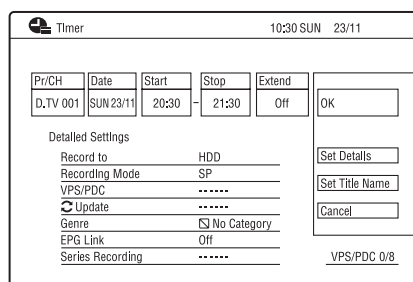 Timer 10:30 SUN 23/11
Pr/CH Date Start Stop Extend
D.TV 001 SUN 23/11 20:30 - 21:30 Off OK
Detailed Settings
Record to HDD
Set Details
Recording Mode SP
VPS/PDC ------
Set Title Name
Update ------
Genre No Category
Cancel
EPG Link Off
Series Recording ------
VPS/PDC 0/8